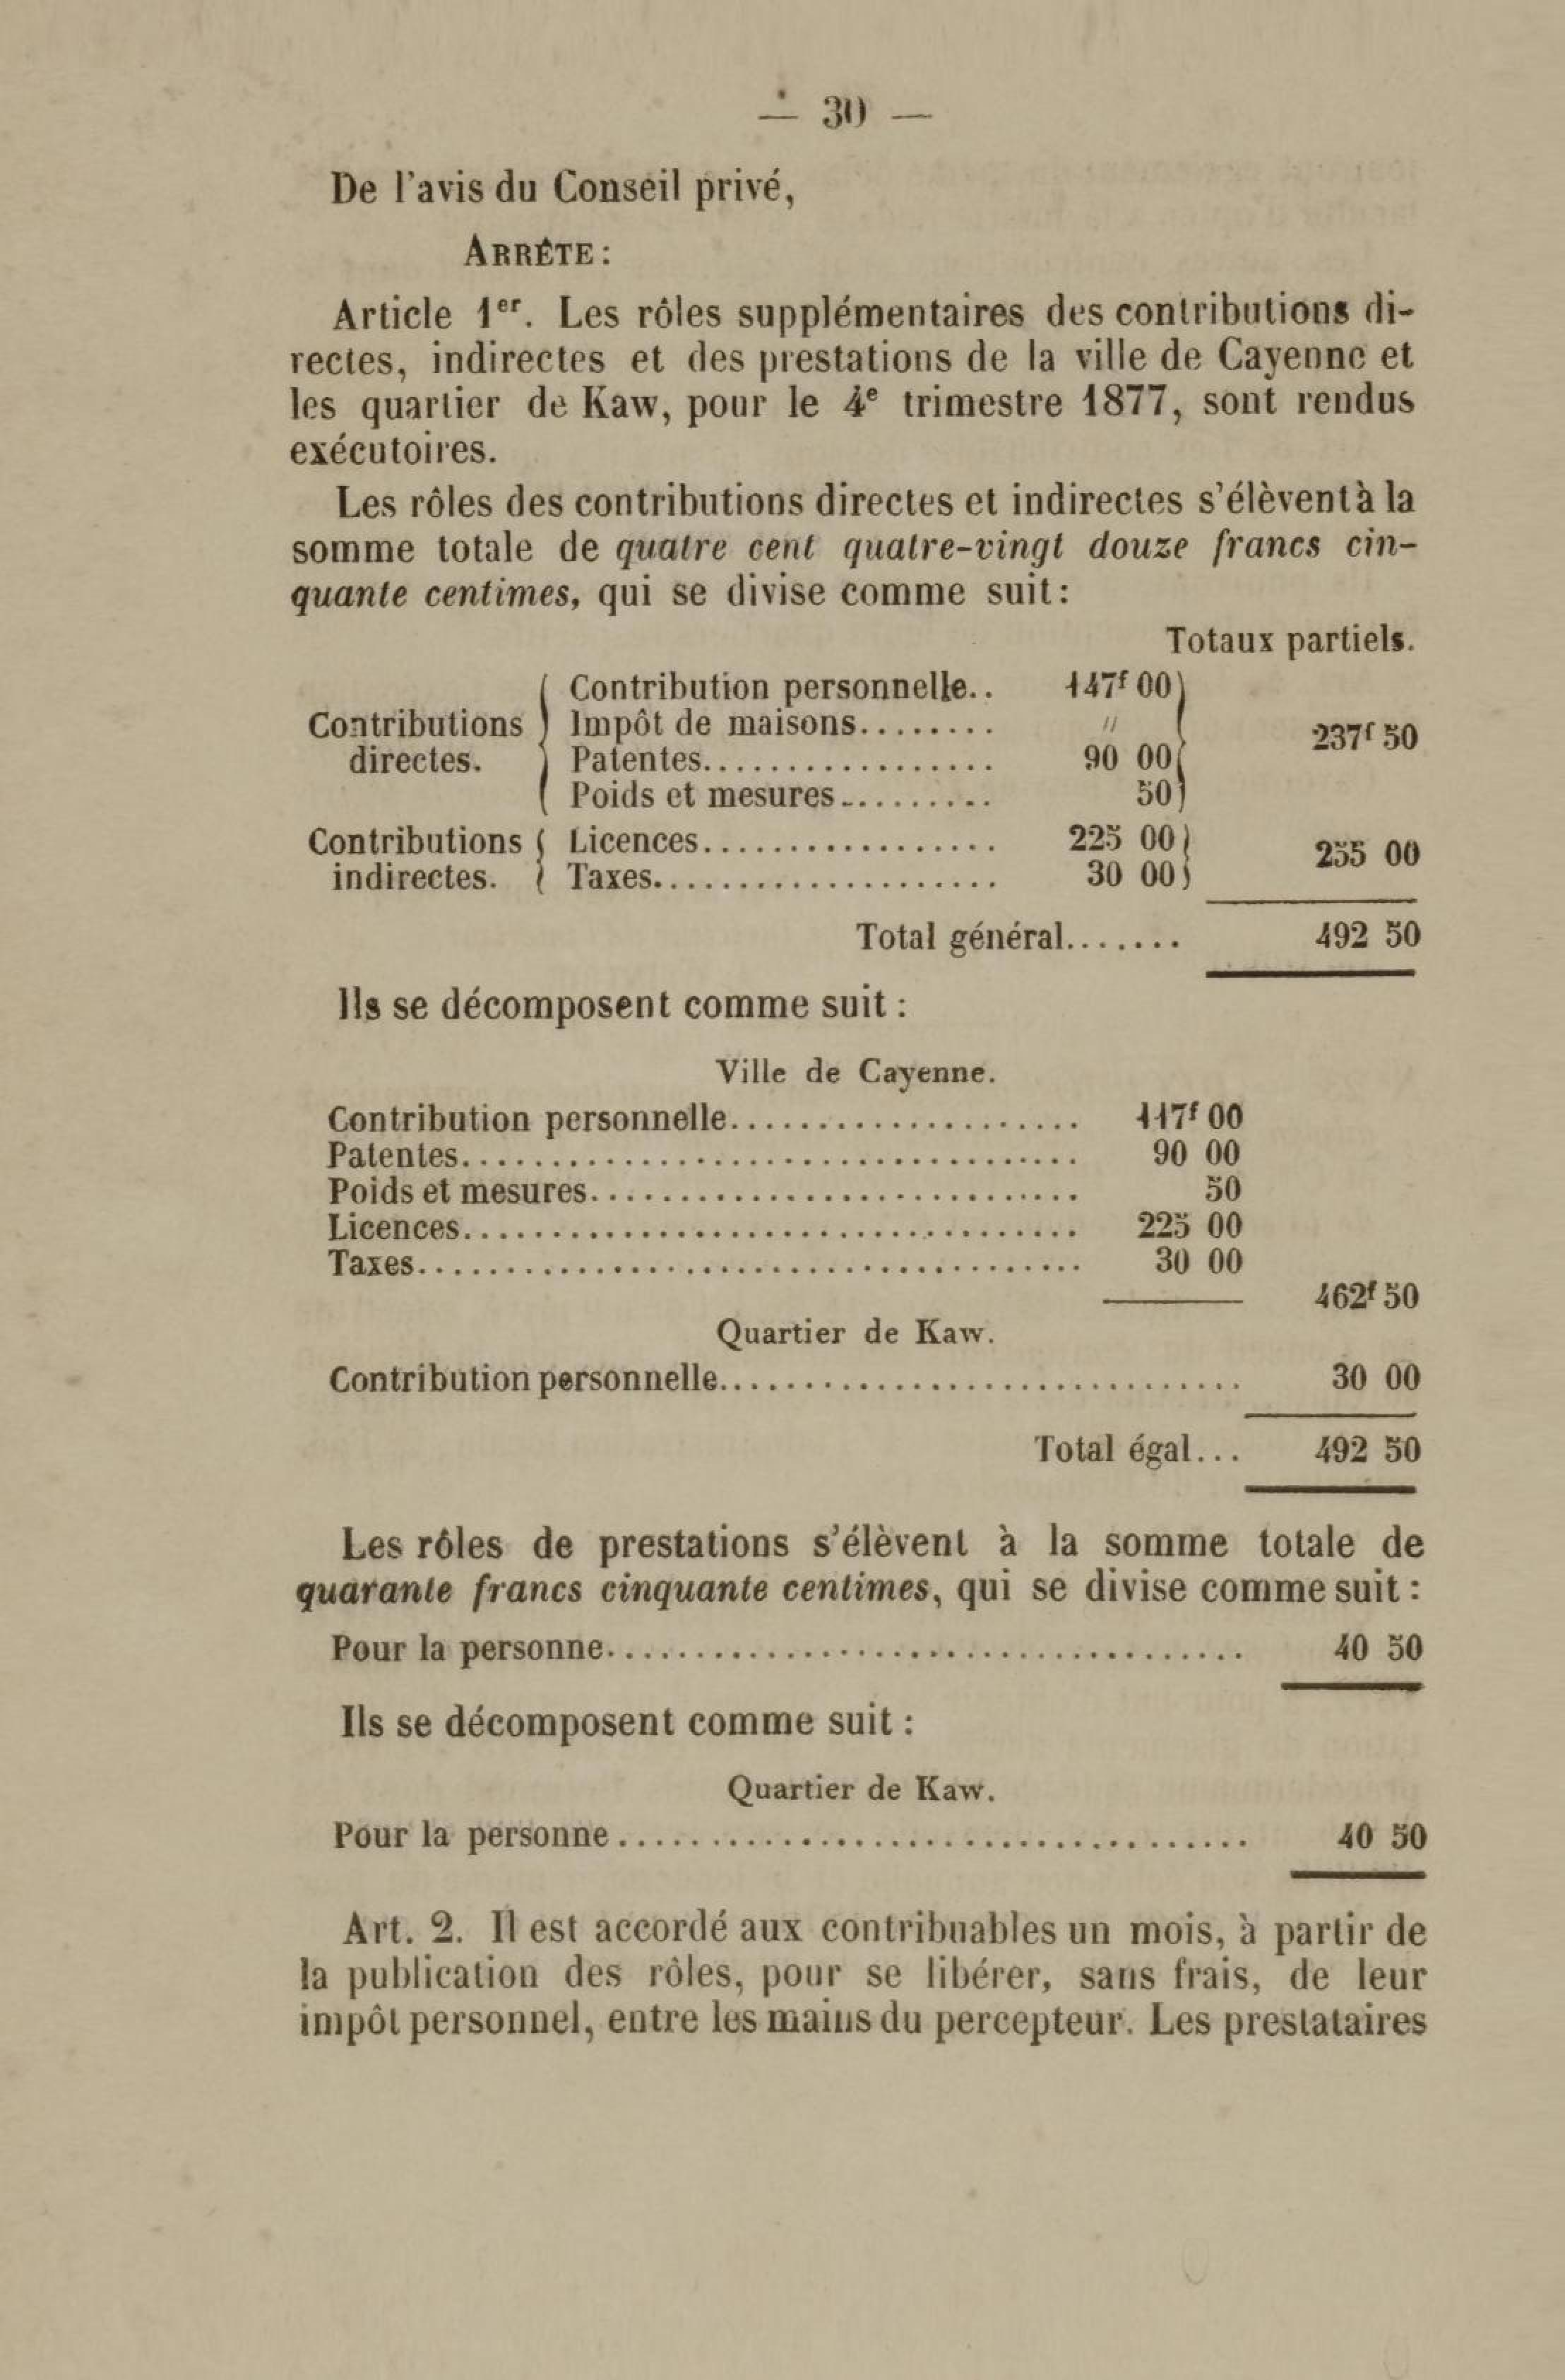 — 30 —
De l'avis du Conseil privé,
ARRÊTE :
Article 1er. Les rôles supplémentaires des contributions di-
rectes, indirectes et des prestations de la ville de Cayenne et
les quartier de Kaw, pour le 4e trimestre 1877, sont rendus
exécutoires.
Les rôles des contributions directes et indirectes s'élèvent à la
somme totale de quatre cent quatre-vingt douze francs cin-
quante centimes, qui se divise comme suit :
Totaux partiels.
Contributions directes.
Contribution personnelle.. 147f 00
Impôt de maisons........ "
Patentes................. 90 00
Poids et mesures......... 50
237f 50
Contributions indirectes.
Licences................. 225 00
Taxes.................... 30 00
255 00
Total général....... 492 50
Ils se décomposent comme suit :
Ville de Cayenne.
Contribution personnelle.................... 117f 00
Patentes.................................... 90 00
Poids et mesures............................ 50
Licences.................................... 225 00
Taxes....................................... 30 00
462f 50
Quartier de Kaw.
Contribution personnelle.............................. 30 00
Total égal... 492 50
Les rôles de prestations s'élèvent à la somme totale de
quarante francs cinquante centimes, qui se divise comme suit :
Pour la personne.................................... 40 50
Ils se décomposent comme suit :
Quartier de Kaw.
Pour la personne.................................... 40 50
Art. 2. Il est accordé aux contribuables un mois, à partir de
la publication des rôles, pour se libérer, sans frais, de leur
impôt personnel, entre les mains du percepteur. Les prestataires